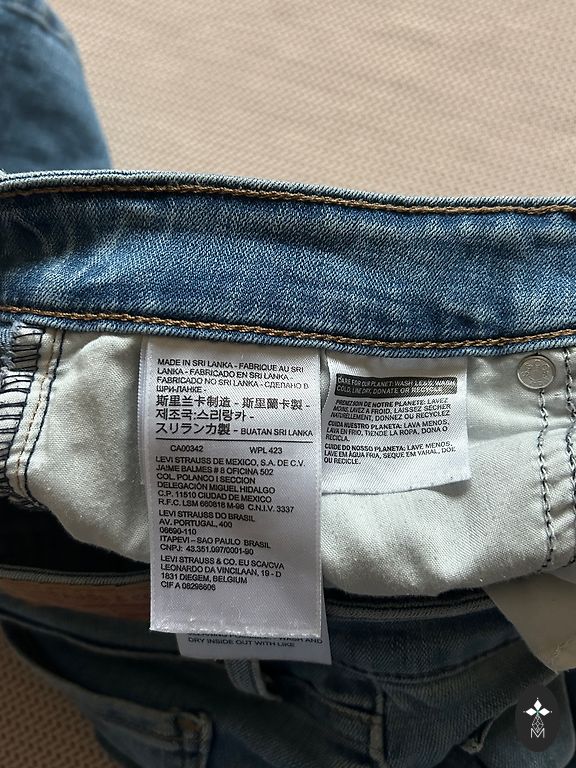 MADE IN SRI LANKA - FABRIQUE AU SRI
LANKA - FABRICADO EN SRI LANKA -
FABRICADO NO SRI LANKA - СДЕЛАНО В
ШРИ-ЛАНКЕ -
斯里兰卡制造 - 斯里蘭卡製 -
제조국:스리랑카 -
スリランカ製 - BUATAN SRI LANKA
CA00342 WPL 423
LEVI STRAUSS DE MEXICO, S.A. DE C.V.
JAIME BALMES # 8 OFICINA 502
COL. POLANCO I SECCION
DELEGACIÓN MIGUEL HIDALGO
C.P. 11510 CIUDAD DE MEXICO
R.F.C. LSM 660818 M-98 C.N.I.V. 3337
LEVI STRAUSS DO BRASIL
AV. PORTUGAL, 400
06690-110
ITAPEVI – SAO PAULO BRASIL
CNPJ: 43.351.097/0001-90
LEVI STRAUSS & CO. EU SCA/CVA
LEONARDO DA VINCILAAN, 19 - D
1831 DIEGEM, BELGIUM
CIF A 08298606
AND
DRY INSIDE OUT WITH LIKE
CARE FOR OUR PLANET: WASH LESS, WASH
COLD, LINE DRY, DONATE OR RECYCLE.
PRENEZ SOIN DE NOTRE PLANETE: LAVEZ
MOINS, LAVEZ A FROID, LAISSEZ SÉCHER
NATURELLEMENT, DONNEZ OU RECYCLEZ.
CUIDA NUESTRO PLANETA: LAVA MENOS,
LAVA EN FRIO, TIENDE LA ROPA, DONA O
RECICLA.
CUIDE DO NOSSO PLANETA: LAVE MENOS,
LAVE EM ÁGUA FRIA, SEQUE EM VARAL, DOE
OU RECICLE.
M